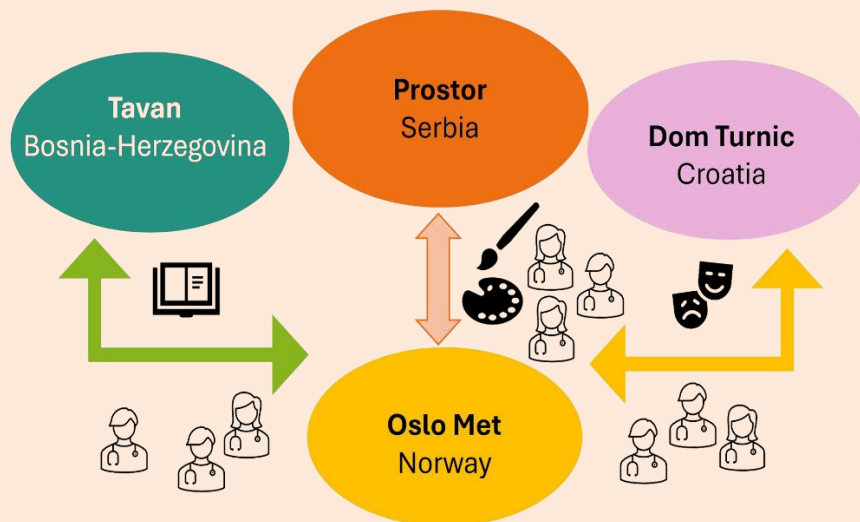 Tavan
Bosnia-Herzegovina
Prostor
Serbia
Dom Turnic
Croatia
Oslo Met
Norway